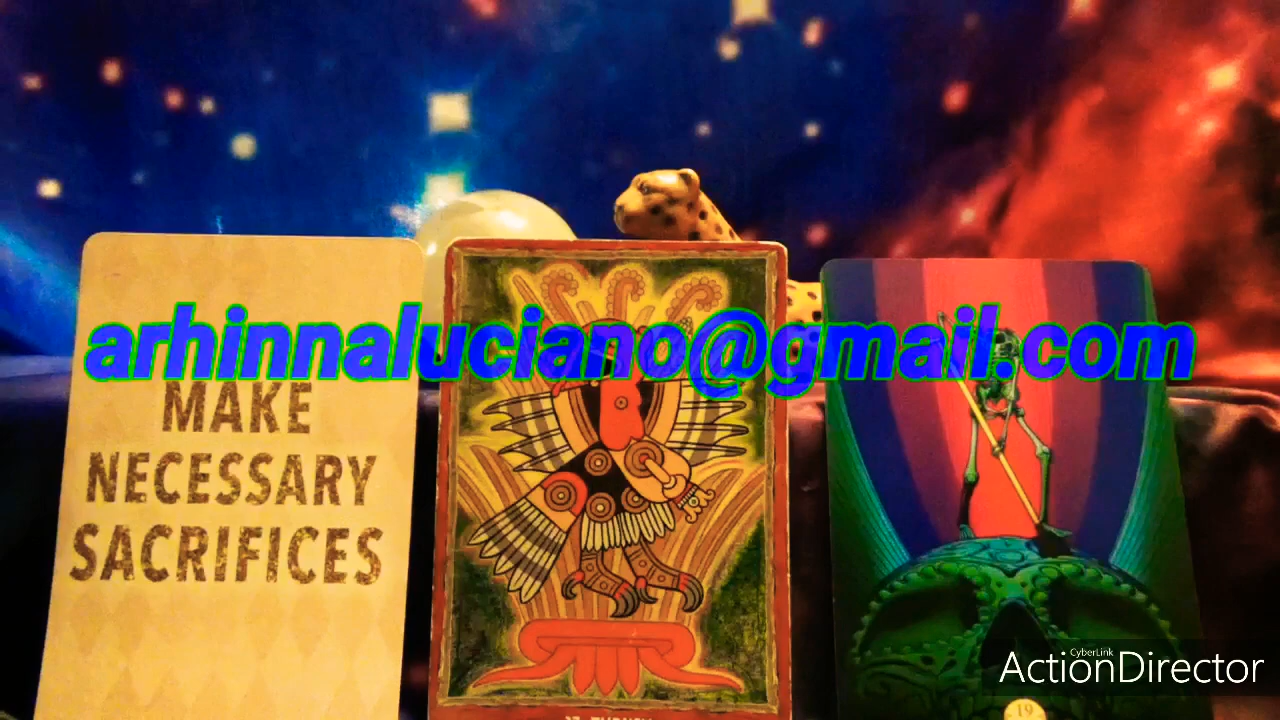 arhinnaluciano@gmail.com
MAKE
NECESSARY
SACRIFICES
CyberLink
ActionDirector
19